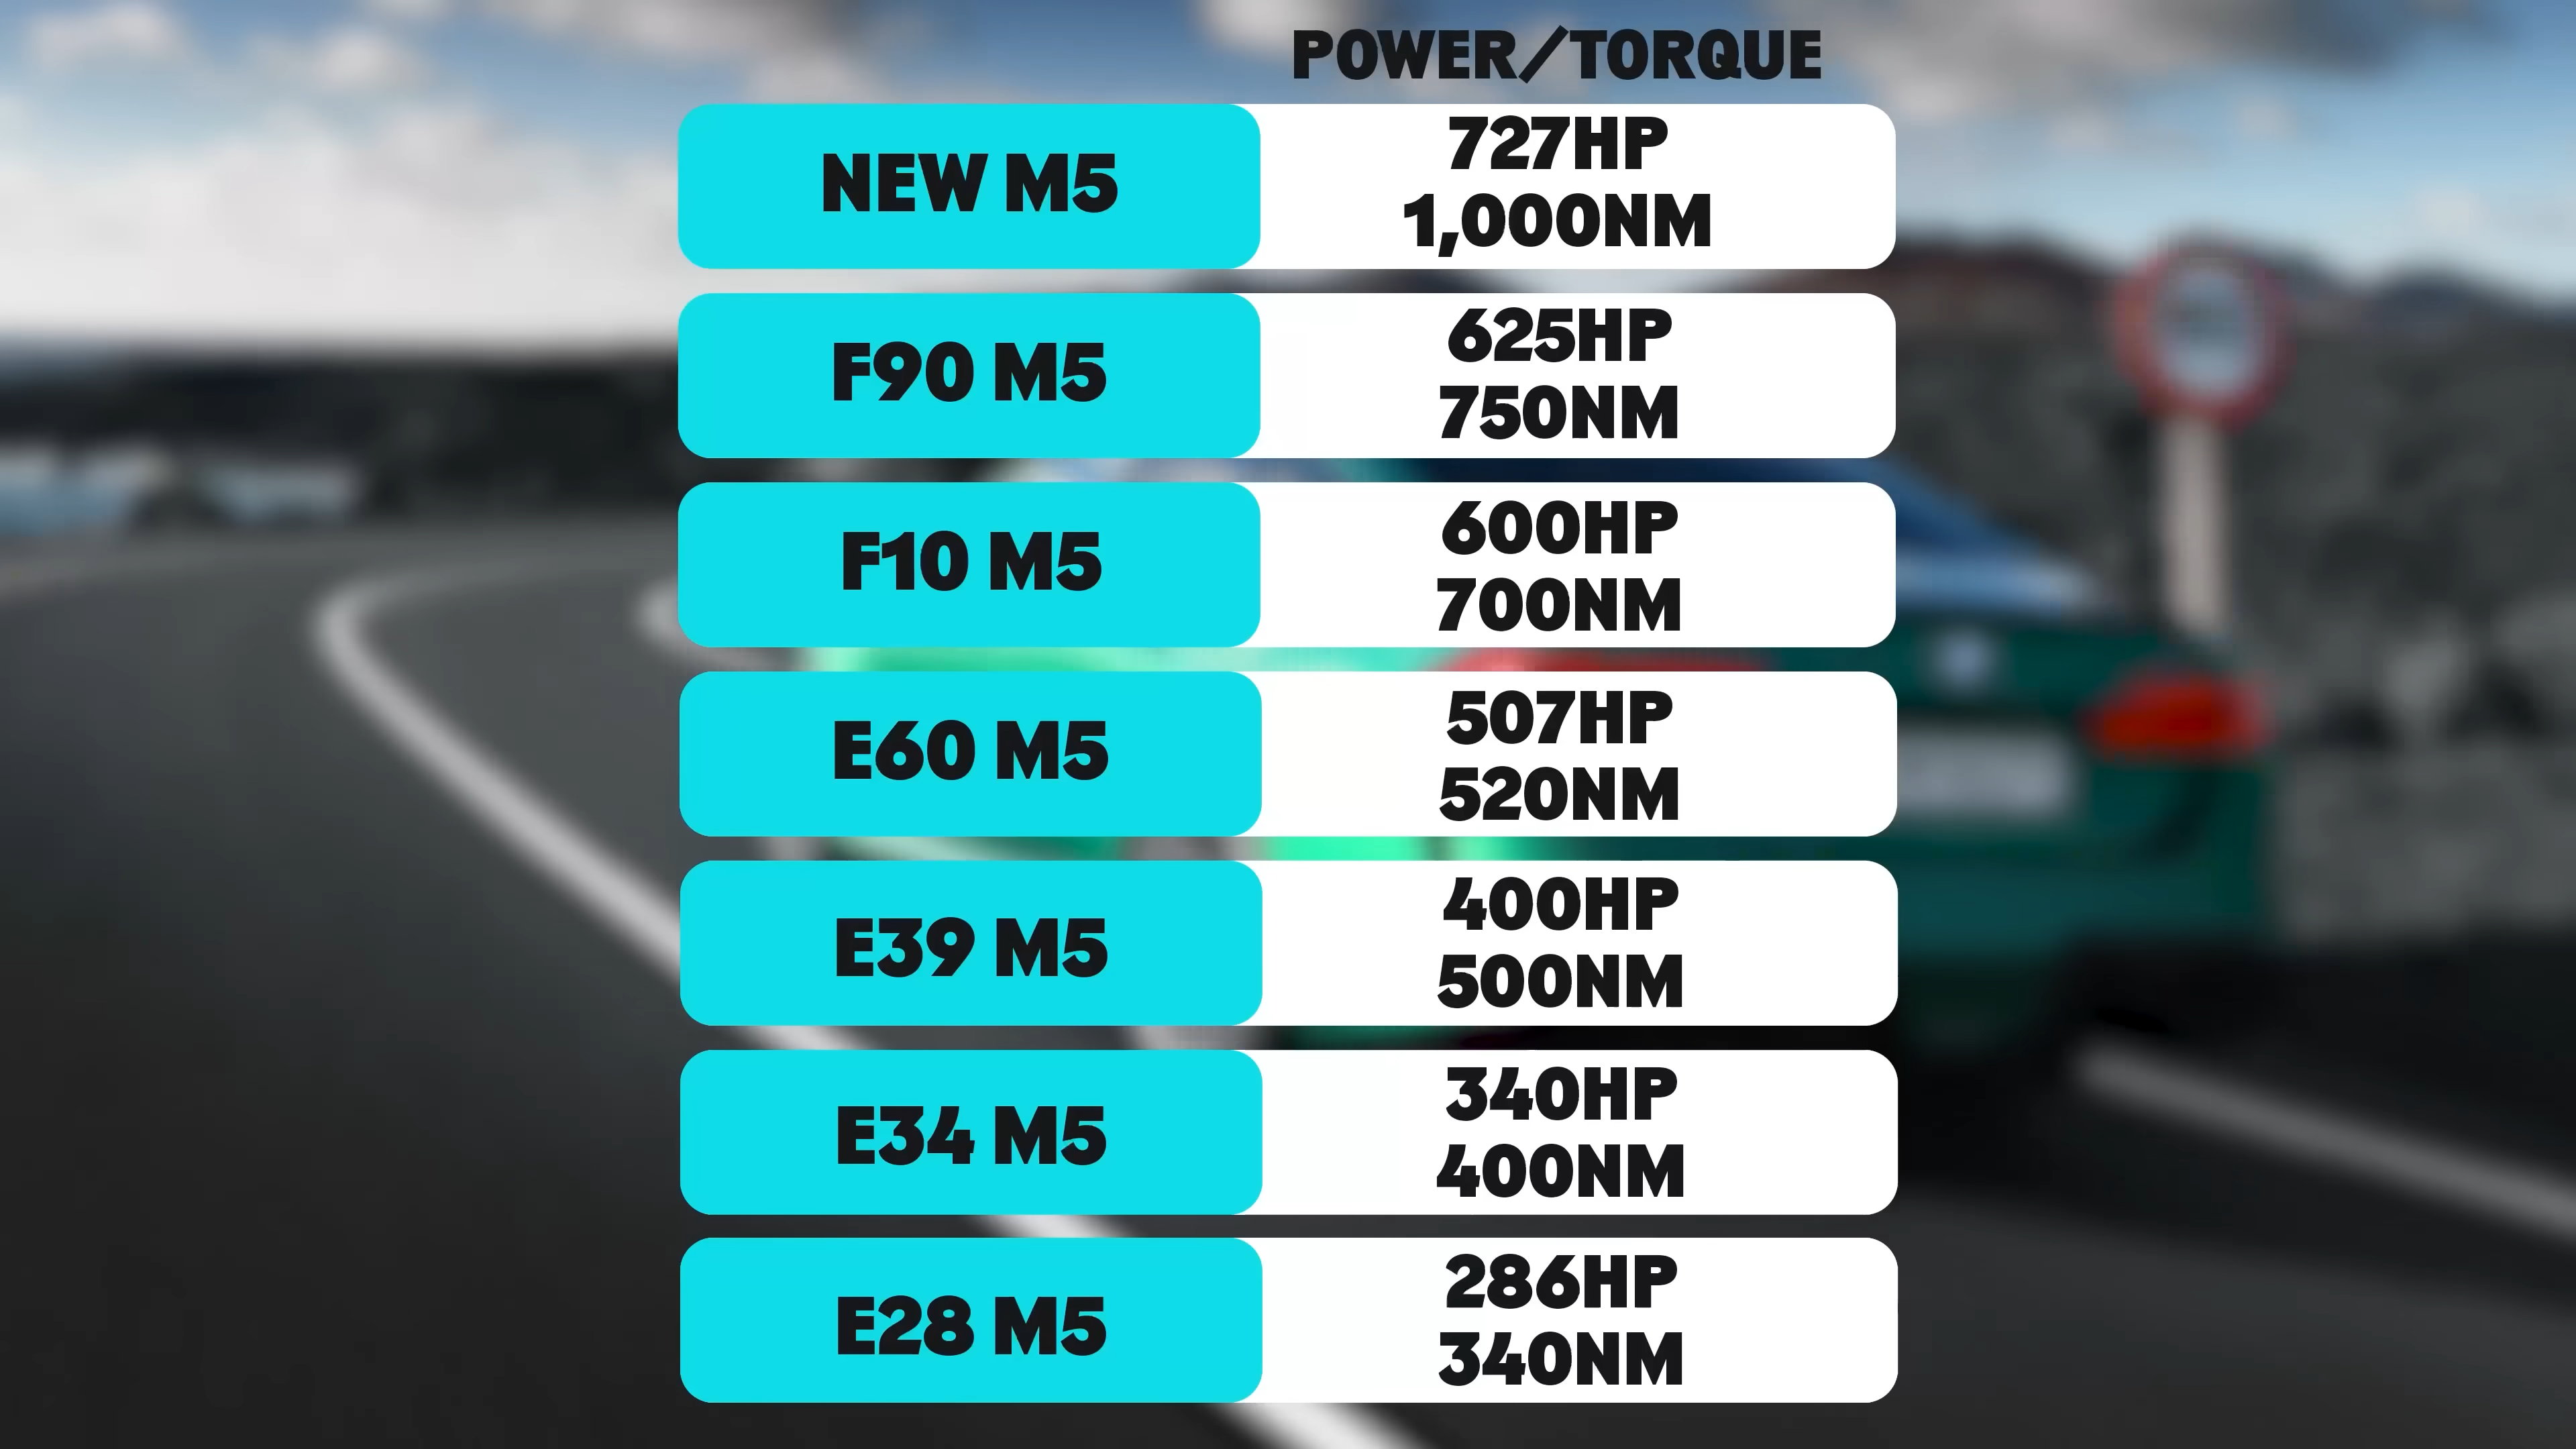 POWER/TORQUE
NEW M5
727HP
1,000NM
F90 M5
625HP
750NM
F10 M5
600HP
700NM
E60 M5
507HP
520NM
E39 M5
400HP
500NM
E34 M5
340HP
400NM
E28 M5
286HP
340NM